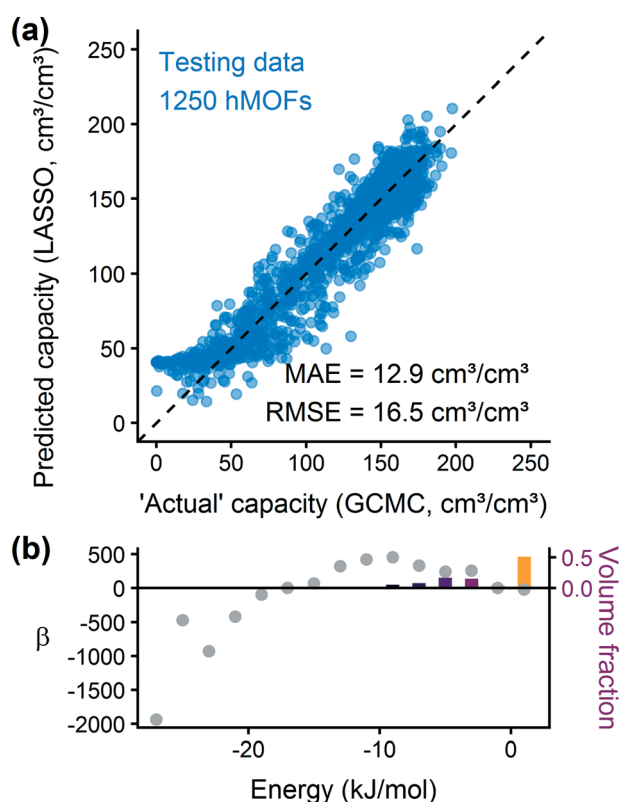 (a)
250
200
150
100
50
0
Predicted capacity (LASSO, cm³/cm³)
Testing data
1250 hMOFs
MAE = 12.9 cm³/cm³
RMSE = 16.5 cm³/cm³
0 50 100 150 200 250
'Actual' capacity (GCMC, cm³/cm³)
(b)
500
0
-500
-1000
-1500
-2000
β
0.5
0.0
Volume fraction
-20 -10 0
Energy (kJ/mol)